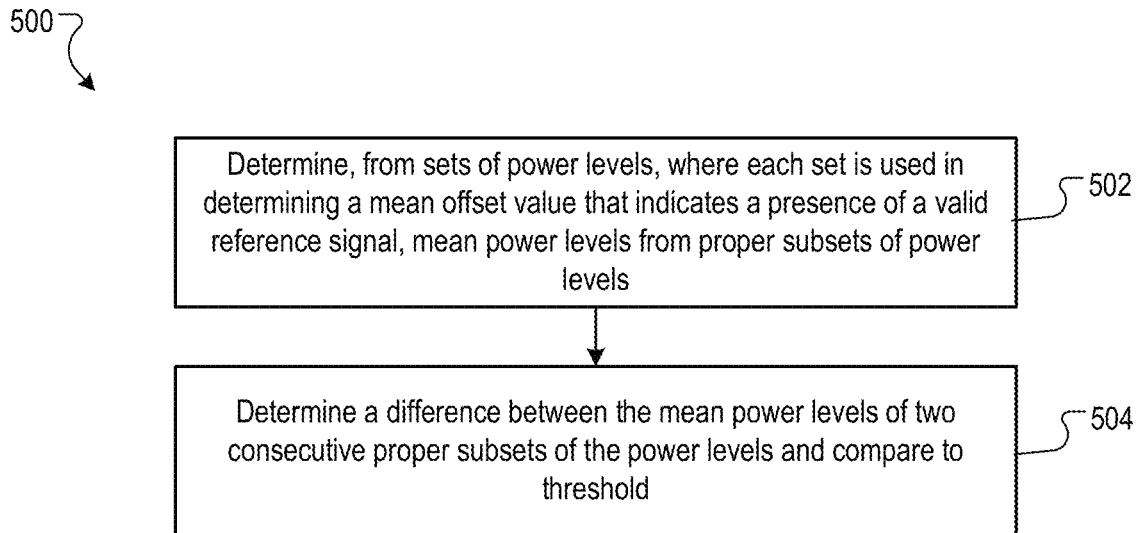 500
Determine, from sets of power levels, where each set is used in
determining a mean offset value that indicates a presence of a valid
reference signal, mean power levels from proper subsets of power
levels
502
Determine a difference between the mean power levels of two
consecutive proper subsets of the power levels and compare to
threshold
504